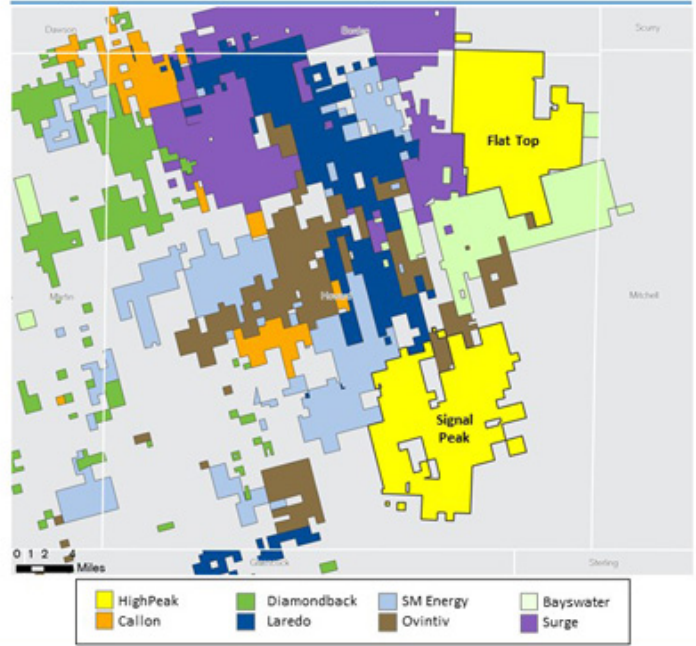 Dawson
Borden
Scurry
Flat Top
Martin
Howard
Mitchell
Signal
Peak
0 1 2 4
Miles
Glasscock
Sterling
HighPeak
Diamondback
SM Energy
Bayswater
Callon
Laredo
Ovintiv
Surge